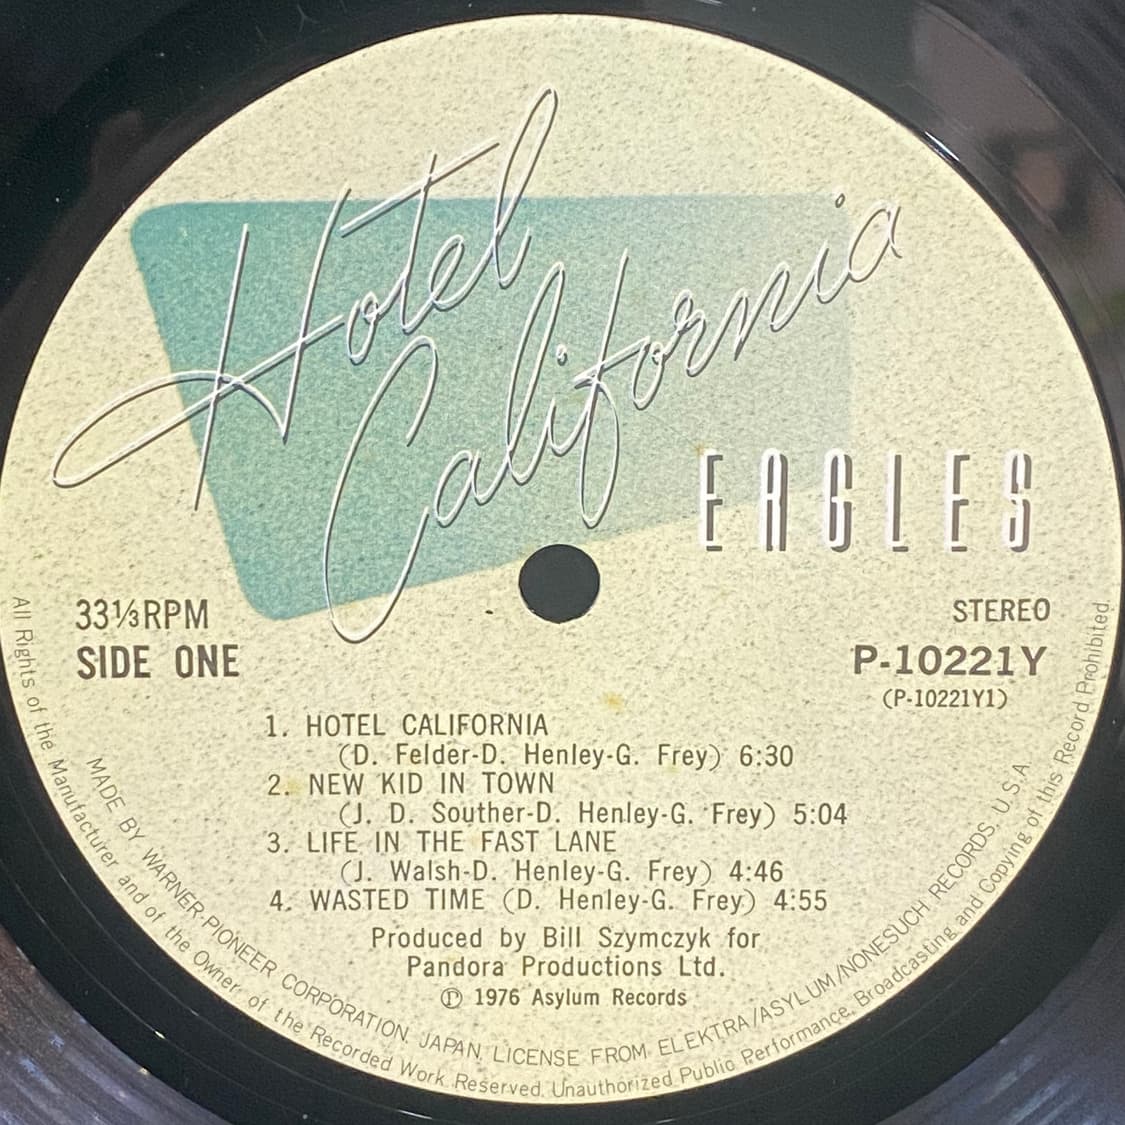 Hotel
California
EAGLES
33⅓RPM
SIDE ONE
STEREO
P-10221Y
(P-10221Y1)
1. HOTEL CALIFORNIA
(D. Felder-D. Henley-G. Frey) 6:30
2. NEW KID IN TOWN
(J. D. Souther-D. Henley-G. Frey) 5:04
3. LIFE IN THE FAST LANE
(J. Walsh-D. Henley-G. Frey) 4:46
4. WASTED TIME (D. Henley-G. Frey) 4:55
Produced by Bill Szymczyk for
Pandora Productions Ltd.
Ⓟ 1976 Asylum Records
MADE BY WARNER-PIONEER CORPORATION. JAPAN. LICENSE FROM ELEKTRA/ASYLUM/NONESUCH RECORDS. U.S.A.
All Rights of the Manufacturer and of the Owner of the Recorded Work Reserved. Unauthorized Public Performance, Broadcasting and Copying of this Record Prohibited.